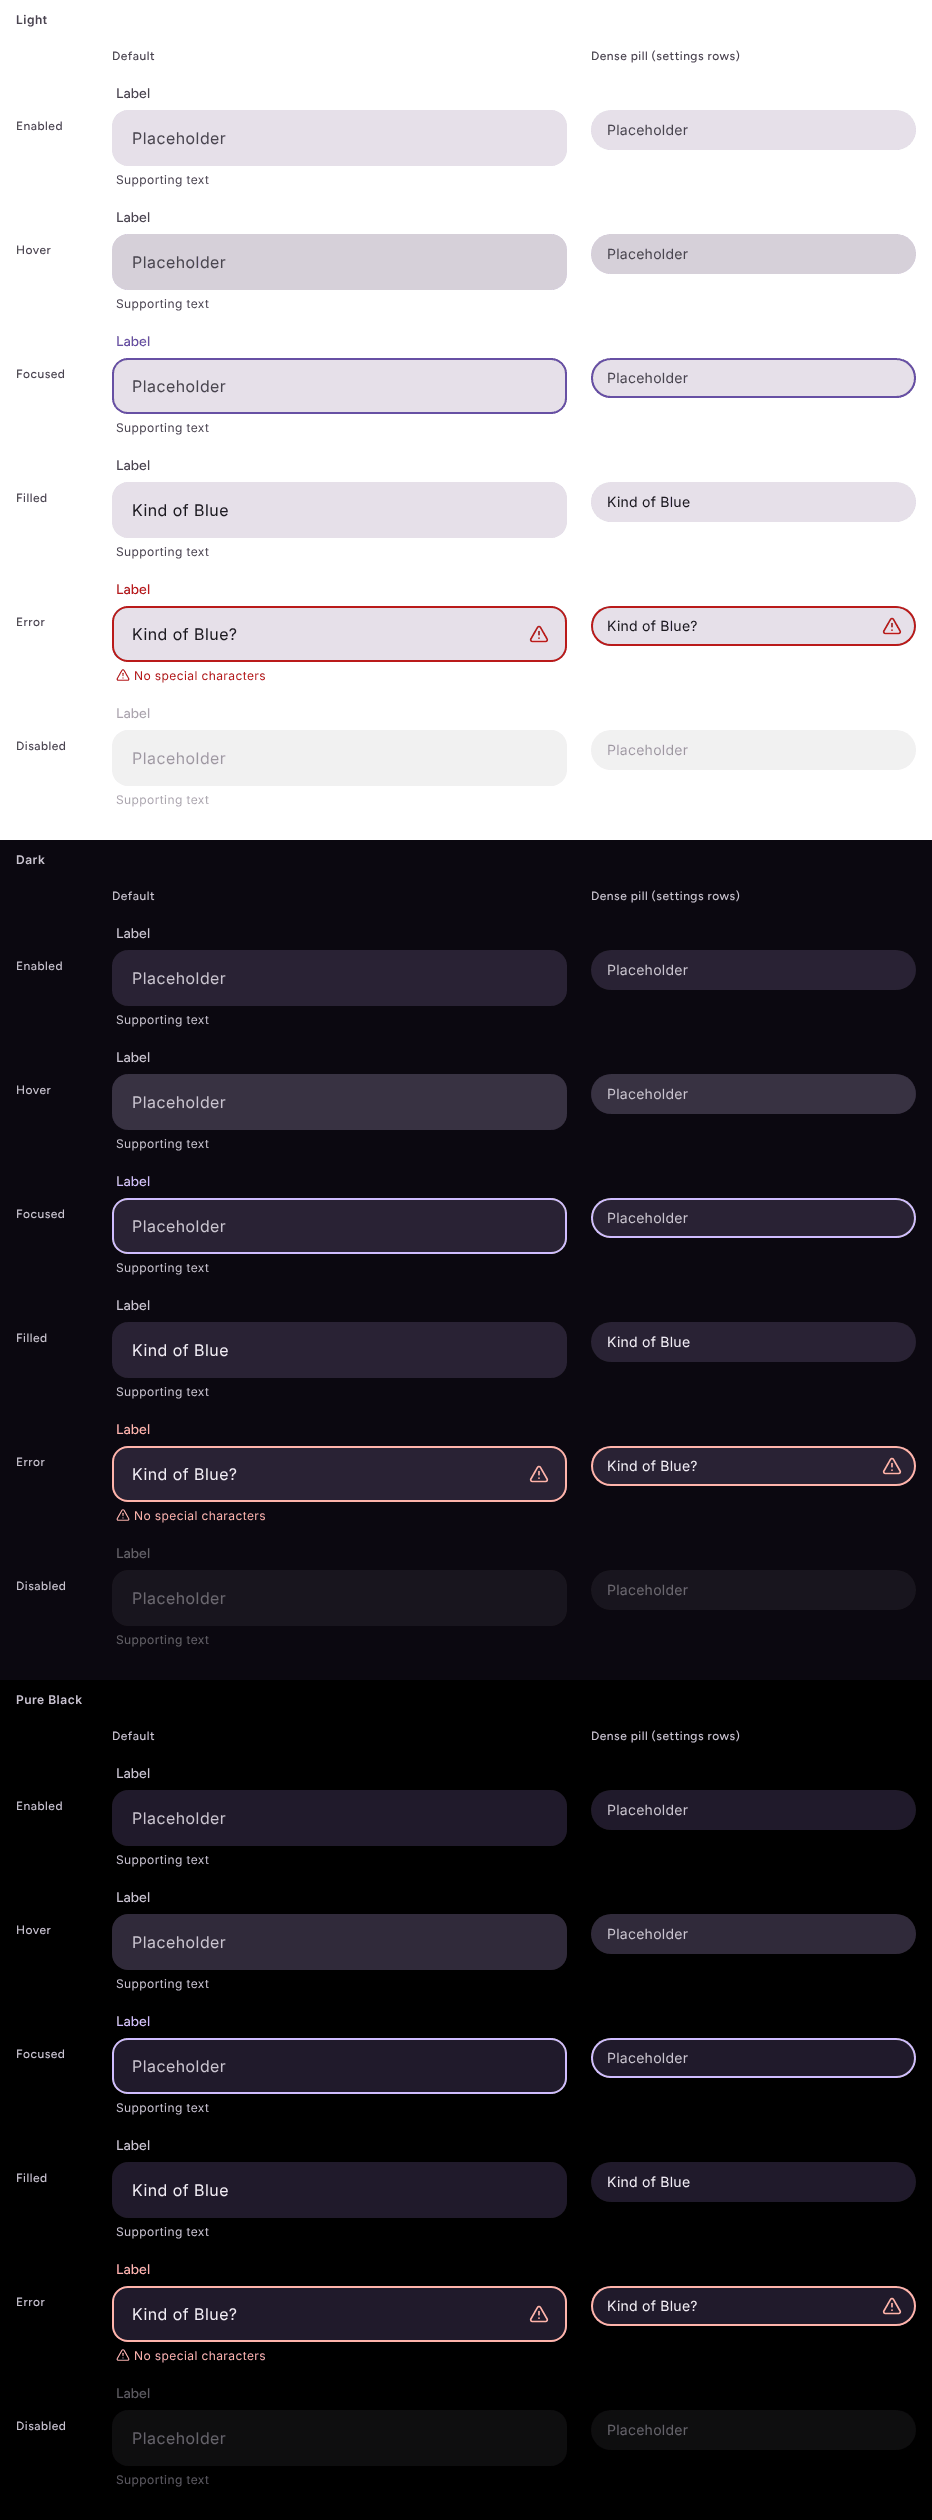 Light
Default Dense pill (settings rows)
Label
Enabled Placeholder Placeholder
Supporting text
Label
Hover Placeholder Placeholder
Supporting text
Label
Focused Placeholder Placeholder
Supporting text
Label
Filled Kind of Blue Kind of Blue
Supporting text
Label
Error Kind of Blue? Kind of Blue?
No special characters
Label
Disabled Placeholder Placeholder
Supporting text
Dark
Default Dense pill (settings rows)
Label
Enabled Placeholder Placeholder
Supporting text
Label
Hover Placeholder Placeholder
Supporting text
Label
Focused Placeholder Placeholder
Supporting text
Label
Filled Kind of Blue Kind of Blue
Supporting text
Label
Error Kind of Blue? Kind of Blue?
No special characters
Label
Disabled Placeholder Placeholder
Supporting text
Pure Black
Default Dense pill (settings rows)
Label
Enabled Placeholder Placeholder
Supporting text
Label
Hover Placeholder Placeholder
Supporting text
Label
Focused Placeholder Placeholder
Supporting text
Label
Filled Kind of Blue Kind of Blue
Supporting text
Label
Error Kind of Blue? Kind of Blue?
No special characters
Label
Disabled Placeholder Placeholder
Supporting text